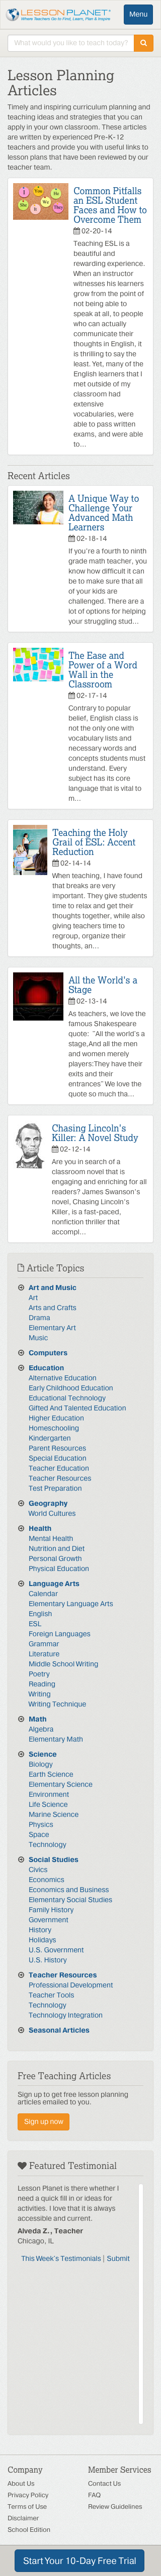 LESSON PLANET
Where Teachers Go to Find, Learn, Plan & Enjoy
Menu
What would you like to teach today?
Lesson Planning
Articles
Timely and inspiring curriculum programming and
teaching ideas and strategies that you can
apply in your own classroom. These articles
are written by experienced Pre-K-12
teachers and provide you with useful links to
lesson plans that have been reviewed by our
teacher team.
Common Pitfalls
an ESL Student
Faces and How to
Overcome Them
02-20-14
Teaching ESL is a
beautiful and
rewarding experience.
When an instructor
witnesses his learners
grow from the point of
not being able to
speak at all, to people
who can actually
communicate their
thoughts in English, it
is thrilling to say the
least. Yet, many of the
English learners that I
met outside of my
classroom had
extensive
vocabularies, were
able to pass written
exams, and were able
to…
Recent Articles
A Unique Way to
Challenge Your
Advanced Math
Learners
02-18-14
If you're a fourth to ninth
grade math teacher, you
know how difficult it can
be to make sure that all
of your kids are
challenged. There are a
lot of options for helping
your struggling stud…
The Ease and
Power of a Word
Wall in the
Classroom
02-17-14
Contrary to popular
belief, English class is
not the only one with
vocabulary lists and
necessary words and
concepts students must
understand. Every
subject has its core
language that is vital to
m…
Teaching the Holy
Grail of ESL: Accent
Reduction
02-14-14
When teaching, I have found
that breaks are very
important. They give students
time to relax and get their
thoughts together, while also
giving teachers time to
regroup, organize their
thoughts, an…
All the World's a
Stage
02-13-14
As teachers, we love the
famous Shakespeare
quote: "All the world's a
stage,And all the men
and women merely
players:They have their
exits and their
entrances" We love the
quote so much tha…
Chasing Lincoln's
Killer: A Novel Study
02-12-14
Are you in search of a
classroom novel that is
engaging and enriching for all
readers? James Swanson's
novel, Chasing Lincoln's
Killer, is a fast-paced,
nonfiction thriller that
accompl…
Article Topics
Art and Music
Art
Arts and Crafts
Drama
Elementary Art
Music
Computers
Education
Alternative Education
Early Childhood Education
Educational Technology
Gifted And Talented Education
Higher Education
Homeschooling
Kindergarten
Parent Resources
Special Education
Teacher Education
Teacher Resources
Test Preparation
Geography
World Cultures
Health
Mental Health
Nutrition and Diet
Personal Growth
Physical Education
Language Arts
Calendar
Elementary Language Arts
English
ESL
Foreign Languages
Grammar
Literature
Middle School Writing
Poetry
Reading
Writing
Writing Technique
Math
Algebra
Elementary Math
Science
Biology
Earth Science
Elementary Science
Environment
Life Science
Marine Science
Physics
Space
Technology
Social Studies
Civics
Economics
Economics and Business
Elementary Social Studies
Family History
Government
History
Holidays
U.S. Government
U.S. History
Teacher Resources
Professional Development
Teacher Tools
Technology
Technology Integration
Seasonal Articles
Free Teaching Articles
Sign up to get free lesson planning
articles emailed to you.
Sign up now
Featured Testimonial
Lesson Planet is there whether I
need a quick fill in or ideas for
activities. I love that it is always
accessible and current.
Alveda Z., Teacher
Chicago, IL
This Week's Testimonials | Submit
Company
About Us
Privacy Policy
Terms of Use
Disclaimer
School Edition
Member Services
Contact Us
FAQ
Review Guidelines
Start Your 10-Day Free Trial